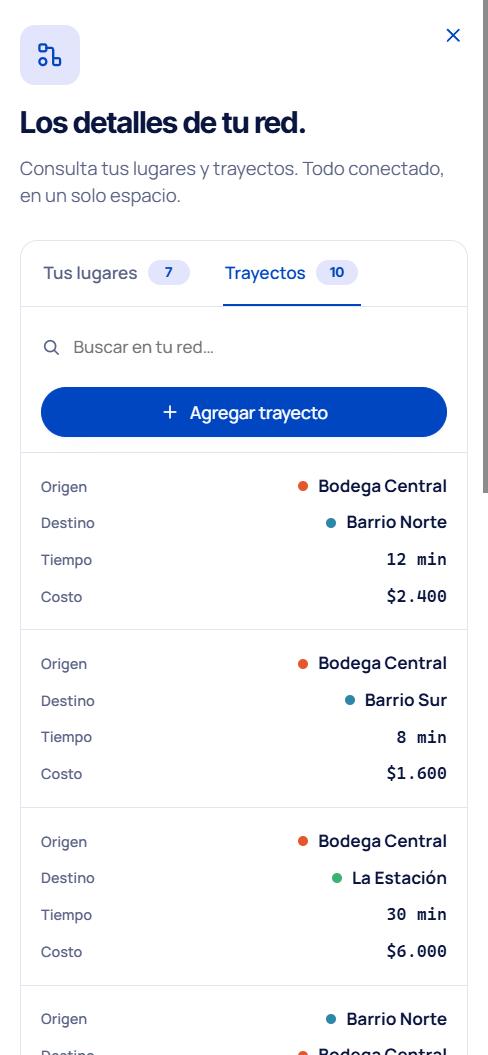 Los detalles de tu red.
Consulta tus lugares y trayectos. Todo conectado,
en un solo espacio.
Tus lugares 7 Trayectos 10
Buscar en tu red...
+ Agregar trayecto
Origen Bodega Central
Destino Barrio Norte
Tiempo 12 min
Costo $2.400
Origen Bodega Central
Destino Barrio Sur
Tiempo 8 min
Costo $1.600
Origen Bodega Central
Destino La Estación
Tiempo 30 min
Costo $6.000
Origen Barrio Norte
Destino Bodega Central